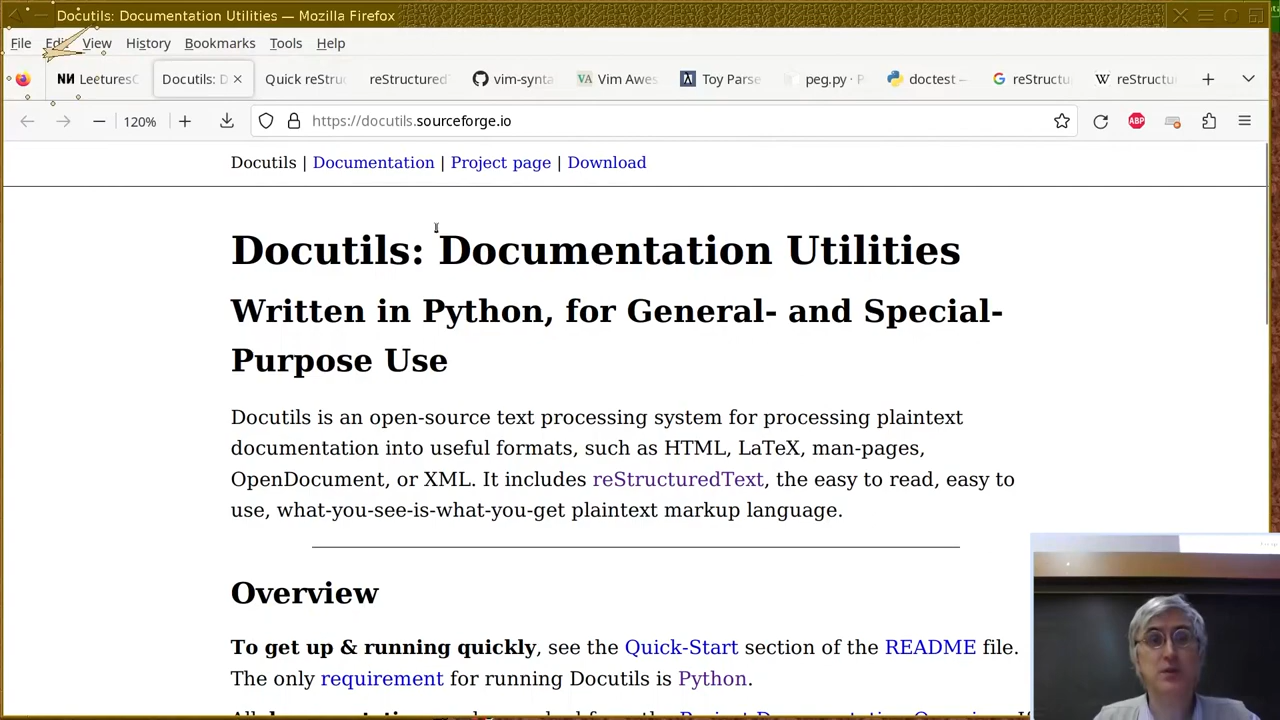 Docutils: Documentation Utilities — Mozilla Firefox
File Edit View History Bookmarks Tools Help
LecturesC Docutils: D Quick reStruc reStructured vim-synta Vim Awes Toy Parse peg.py · P doctest — reStructu reStructu
120% https://docutils.sourceforge.io ABP
Docutils | Documentation | Project page | Download
Docutils: Documentation Utilities
Written in Python, for General- and Special-
Purpose Use
Docutils is an open-source text processing system for processing plaintext
documentation into useful formats, such as HTML, LaTeX, man-pages,
OpenDocument, or XML. It includes reStructuredText, the easy to read, easy to
use, what-you-see-is-what-you-get plaintext markup language.
Overview
To get up & running quickly, see the Quick-Start section of the README file.
The only requirement for running Docutils is Python.